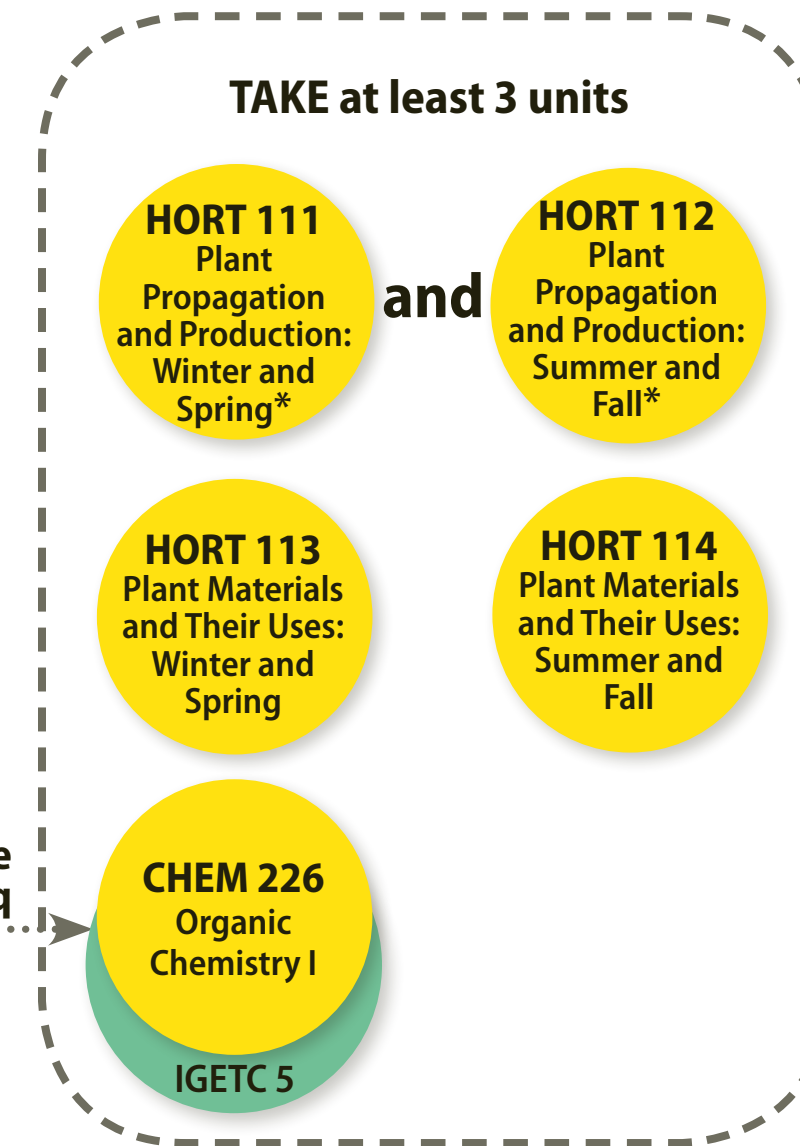 TAKE at least 3 units
HORT 111
Plant
Propagation
and Production:
Winter and
Spring*
and
HORT 112
Plant
Propagation
and Production:
Summer and
Fall*
HORT 113
Plant Materials
and Their Uses:
Winter and
Spring
HORT 114
Plant Materials
and Their Uses:
Summer and
Fall
CHEM 226
Organic
Chemistry I
IGETC 5